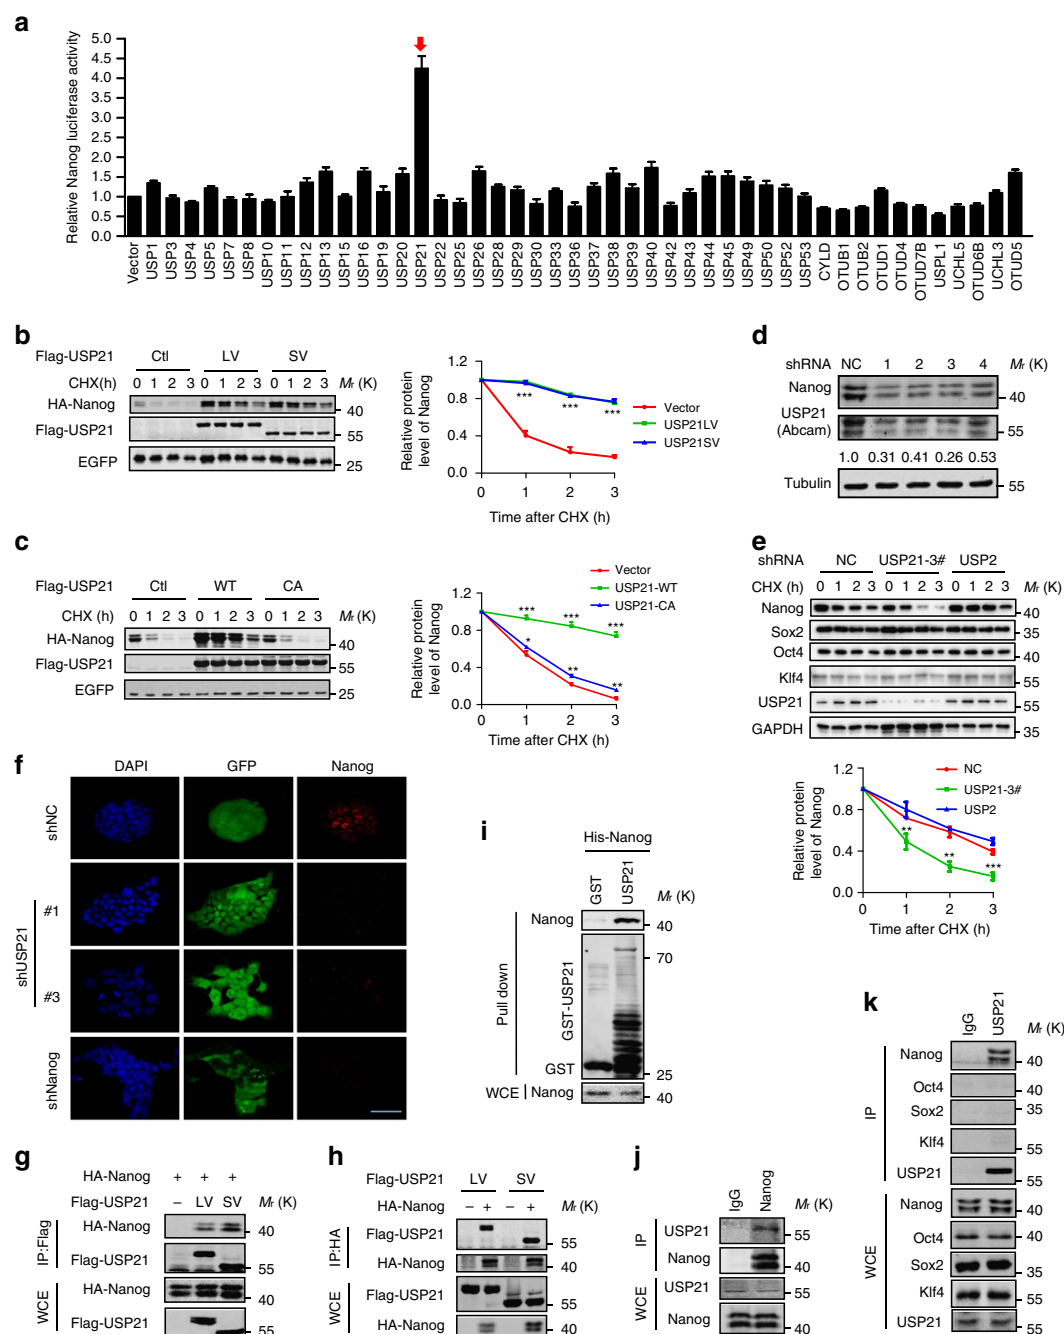 a
Relative Nanog luciferase activity
5.0
4.5
4.0
3.5
3.0
2.5
2.0
1.5
1.0
0.5
0.0
Vector USP1 USP3 USP4 USP5 USP7 USP8 USP10 USP11 USP12 USP13 USP15 USP16 USP19 USP20 USP21 USP22 USP25 USP26 USP28 USP29 USP30 USP33 USP36 USP37 USP38 USP39 USP40 USP42 USP43 USP44 USP45 USP49 USP50 USP52 USP53 CYLD OTUB1 OTUB2 OTUD1 OTUD4 OTUD7B USPL1 UCHL5 OTUD6B UCHL3 OTUD5
b
Flag-USP21 Ctl LV SV
CHX(h) 0 1 2 3 0 1 2 3 0 1 2 3 Mr (K)
HA-Nanog 40
Flag-USP21 55
EGFP 25
Relative protein level of Nanog
1.2
0.8
0.4
0.0
*** *** ***
Vector
USP21LV
USP21SV
0 1 2 3
Time after CHX (h)
c
Flag-USP21 Ctl WT CA
CHX (h) 0 1 2 3 0 1 2 3 0 1 2 3 Mr (K)
HA-Nanog 40
Flag-USP21 55
EGFP 25
Relative protein level of Nanog
1.2
0.8
0.4
0.0
Vector
USP21-WT
USP21-CA
*** *** ***
* ** **
0 1 2 3
Time after CHX (h)
d
shRNA NC 1 2 3 4 Mr (K)
Nanog 40
USP21 (Abcam) 55
1.0 0.31 0.41 0.26 0.53
Tubulin 55
e
shRNA NC USP21-3# USP2
CHX (h) 0 1 2 3 0 1 2 3 0 1 2 3 Mr (K)
Nanog 40
Sox2 35
Oct4 40
Klf4 55
USP21 55
GAPDH 35
Relative protein level of Nanog
1.2
0.8
0.4
0.0
NC
USP21-3#
USP2
** ** ***
0 1 2 3
Time after CHX (h)
f
DAPI GFP Nanog
shNC
shUSP21
#1
#3
shNanog
g
HA-Nanog + + +
Flag-USP21 – LV SV Mr (K)
IP:Flag
HA-Nanog 40
Flag-USP21 55
WCE
HA-Nanog 40
Flag-USP21 55
h
Flag-USP21 LV SV
HA-Nanog – + – + Mr (K)
IP:HA
Flag-USP21 55
HA-Nanog 40
WCE
Flag-USP21 55
HA-Nanog 40
i
His-Nanog
GST USP21 Mr (K)
Pull down
Nanog 40
70
GST-USP21
GST 25
WCE Nanog 40
j
IgG Nanog Mr (K)
IP
USP21 55
Nanog 40
WCE
USP21 55
Nanog 40
k
IgG USP21 Mr (K)
IP
Nanog 40
Oct4 40
Sox2 35
Klf4 55
USP21 55
WCE
Nanog 40
Oct4 40
Sox2 35
Klf4 55
USP21 55